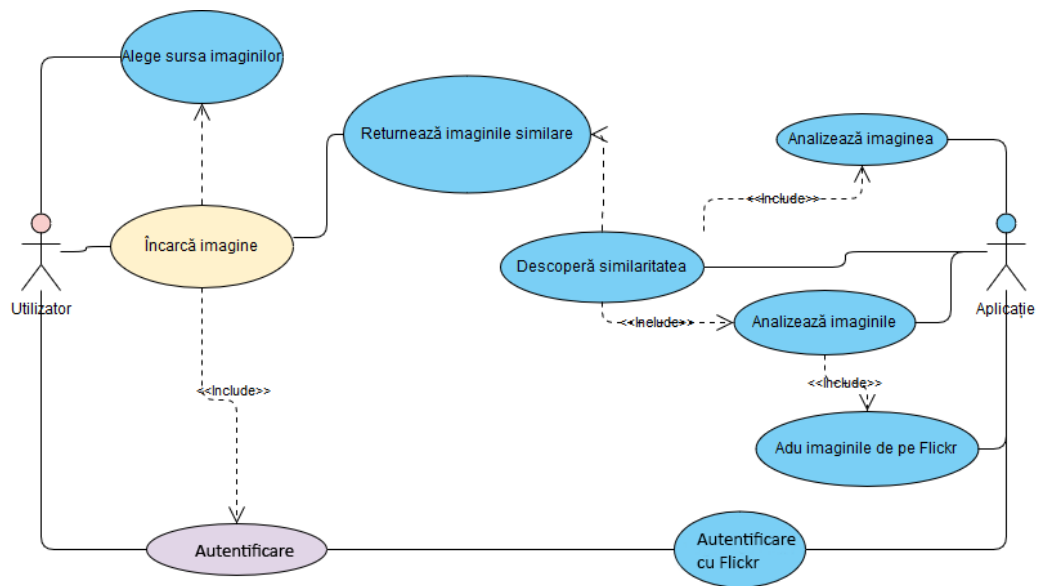 Alege sursa imaginilor
Returnează imaginile similare
Analizează imaginea
<<Include>>
Încarcă imagine
Descoperă similaritatea
Utilizator
Aplicație
<<Include>>
Analizează imaginile
<<Include>>
<<Include>>
Adu imaginile de pe Flickr
Autentificare
Autentificare
cu Flickr